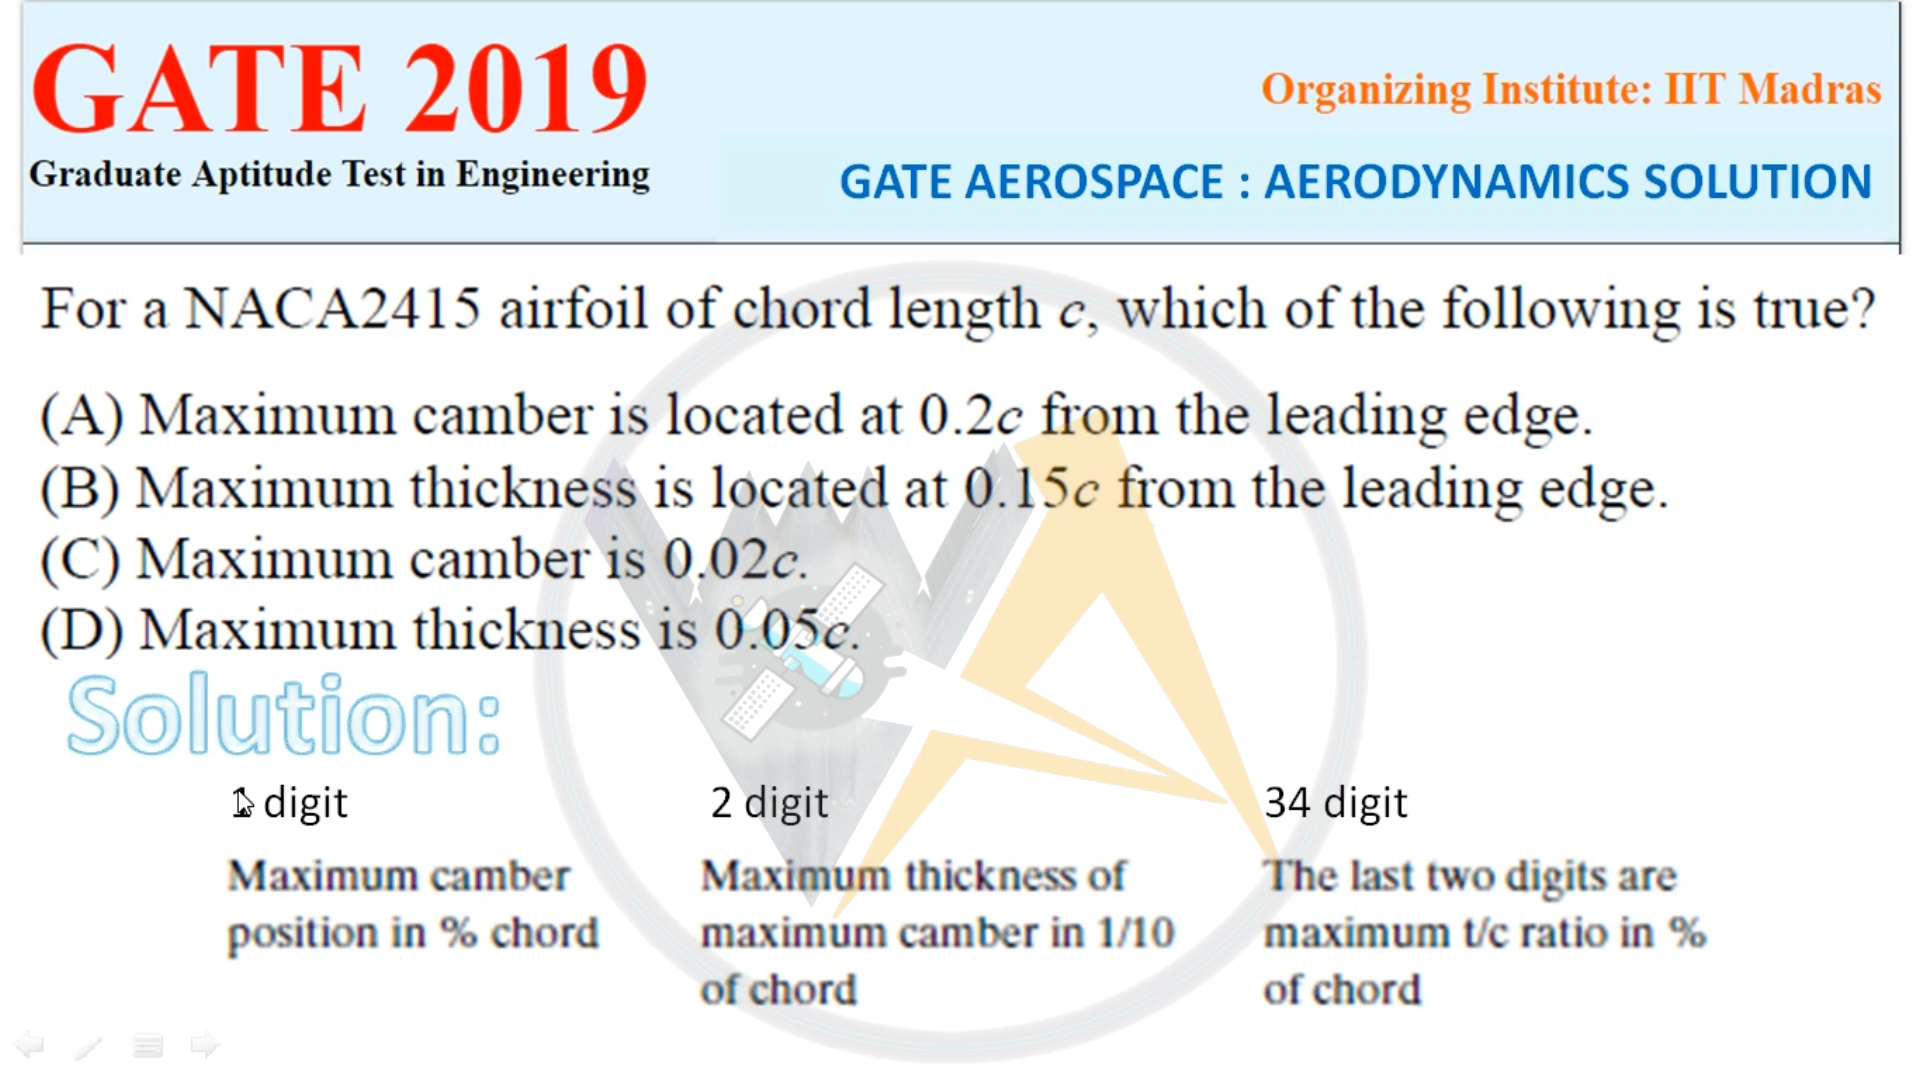 GATE 2019
Graduate Aptitude Test in Engineering
Organizing Institute: IIT Madras
GATE AEROSPACE : AERODYNAMICS SOLUTION
For a NACA2415 airfoil of chord length c, which of the following is true?
(A) Maximum camber is located at 0.2c from the leading edge.
(B) Maximum thickness is located at 0.15c from the leading edge.
(C) Maximum camber is 0.02c.
(D) Maximum thickness is 0.05c.
Solution:
1 digit
Maximum camber
position in % chord
2 digit
Maximum thickness of
maximum camber in 1/10
of chord
34 digit
The last two digits are
maximum t/c ratio in %
of chord